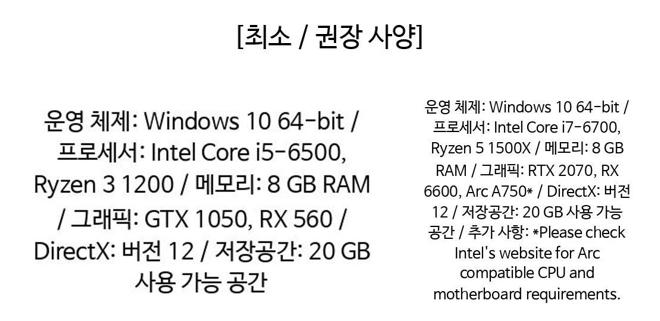 [최소 / 권장 사양]
운영 체제: Windows 10 64-bit /
프로세서: Intel Core i5-6500,
Ryzen 3 1200 / 메모리: 8 GB RAM
/ 그래픽: GTX 1050, RX 560 /
DirectX: 버전 12 / 저장공간: 20 GB
사용 가능 공간
운영 체제: Windows 10 64-bit /
프로세서: Intel Core i7-6700,
Ryzen 5 1500X / 메모리: 8 GB
RAM / 그래픽: RTX 2070, RX
6600, Arc A750* / DirectX: 버전
12 / 저장공간: 20 GB 사용 가능
공간 / 추가 사항: *Please check
Intel's website for Arc
compatible CPU and
motherboard requirements.